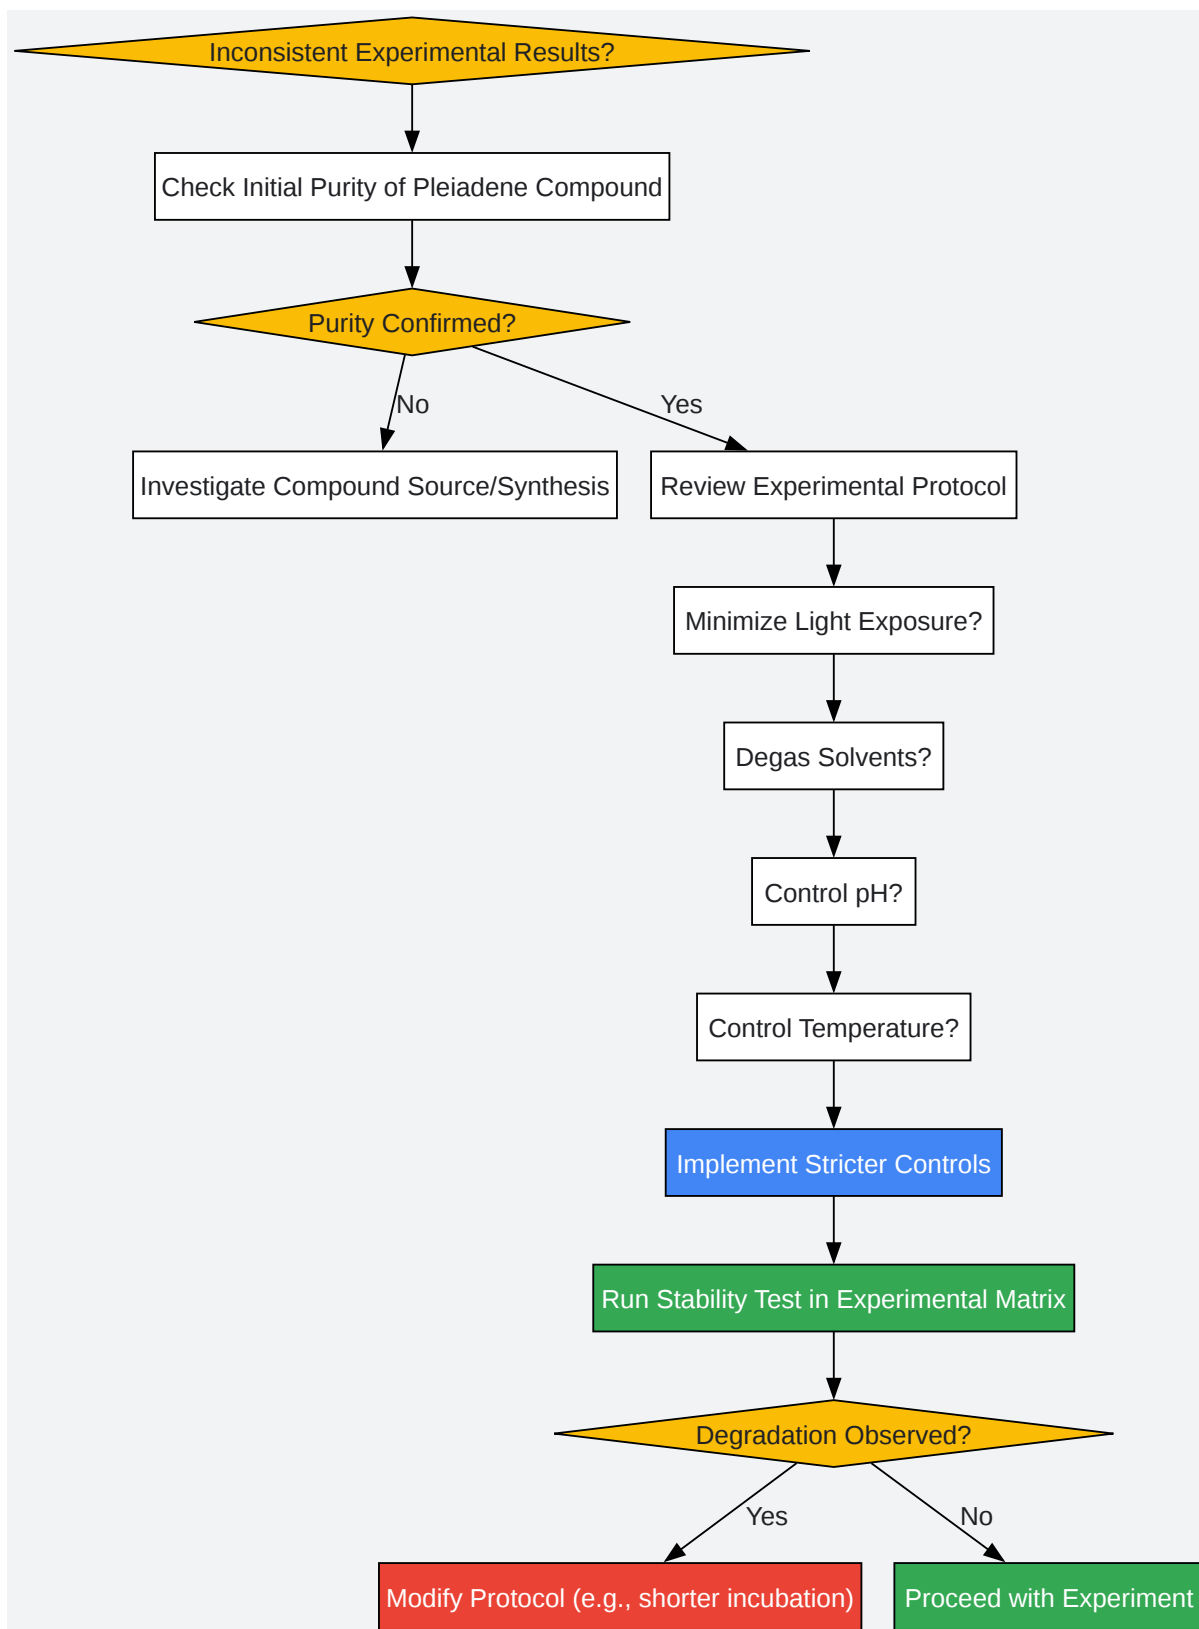 Inconsistent Experimental Results?
Check Initial Purity of Pleiadene Compound
Purity Confirmed?
No
Yes
Investigate Compound Source/Synthesis
Review Experimental Protocol
Minimize Light Exposure?
Degas Solvents?
Control pH?
Control Temperature?
Implement Stricter Controls
Run Stability Test in Experimental Matrix
Degradation Observed?
Yes
No
Modify Protocol (e.g., shorter incubation)
Proceed with Experiment